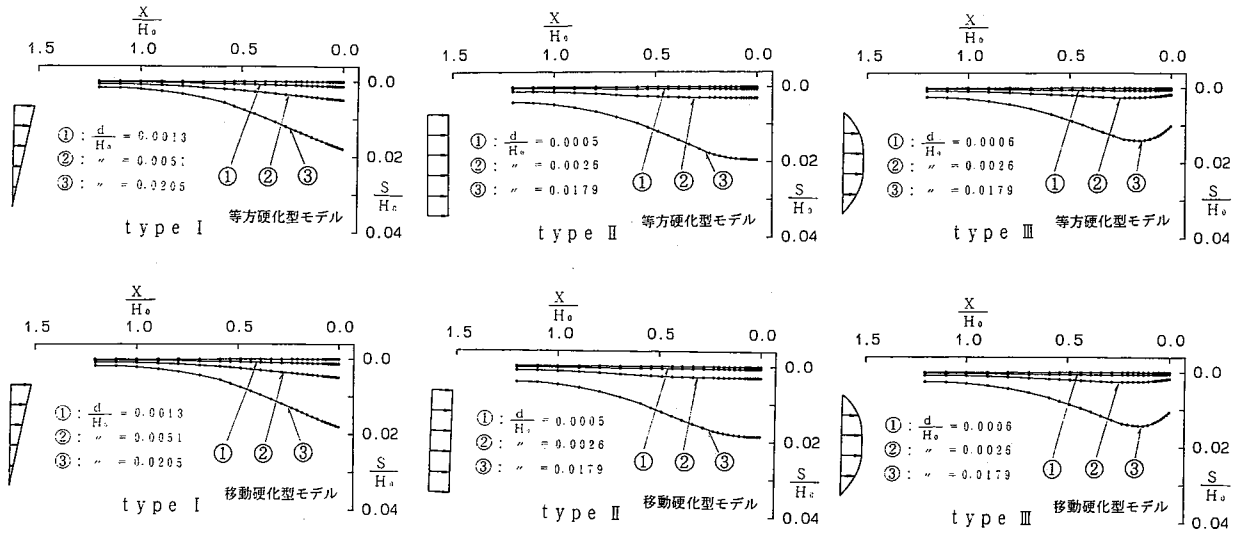 X
H₀
1.5 1.0 0.5 0.0
0.0
0.02
S
H₀
0.04
① : d/H₀ = 0.0013
② : 〃 = 0.0051
③ : 〃 = 0.0205
① ② ③
type Ⅰ
等方硬化型モデル
X
H₀
1.5 1.0 0.5 0.0
0.0
0.02
S
H₀
0.04
① : d/H₀ = 0.0005
② : 〃 = 0.0026
③ : 〃 = 0.0179
① ② ③
type Ⅱ
等方硬化型モデル
X
H₀
1.5 1.0 0.5 0.0
0.0
0.02
S
H₀
0.04
① : d/H₀ = 0.0006
② : 〃 = 0.0026
③ : 〃 = 0.0179
① ② ③
type Ⅲ
等方硬化型モデル
X
H₀
1.5 1.0 0.5 0.0
0.0
0.02
S
H₀
0.04
① : d/H₀ = 0.0013
② : 〃 = 0.0051
③ : 〃 = 0.0205
① ② ③
type Ⅰ
移動硬化型モデル
X
H₀
1.5 1.0 0.5 0.0
0.0
0.02
S
H₀
0.04
① : d/H₀ = 0.0005
② : 〃 = 0.0026
③ : 〃 = 0.0179
① ② ③
type Ⅱ
移動硬化型モデル
X
H₀
1.5 1.0 0.5 0.0
0.0
0.02
S
H₀
0.04
① : d/H₀ = 0.0006
② : 〃 = 0.0026
③ : 〃 = 0.0179
① ② ③
type Ⅲ
移動硬化型モデル